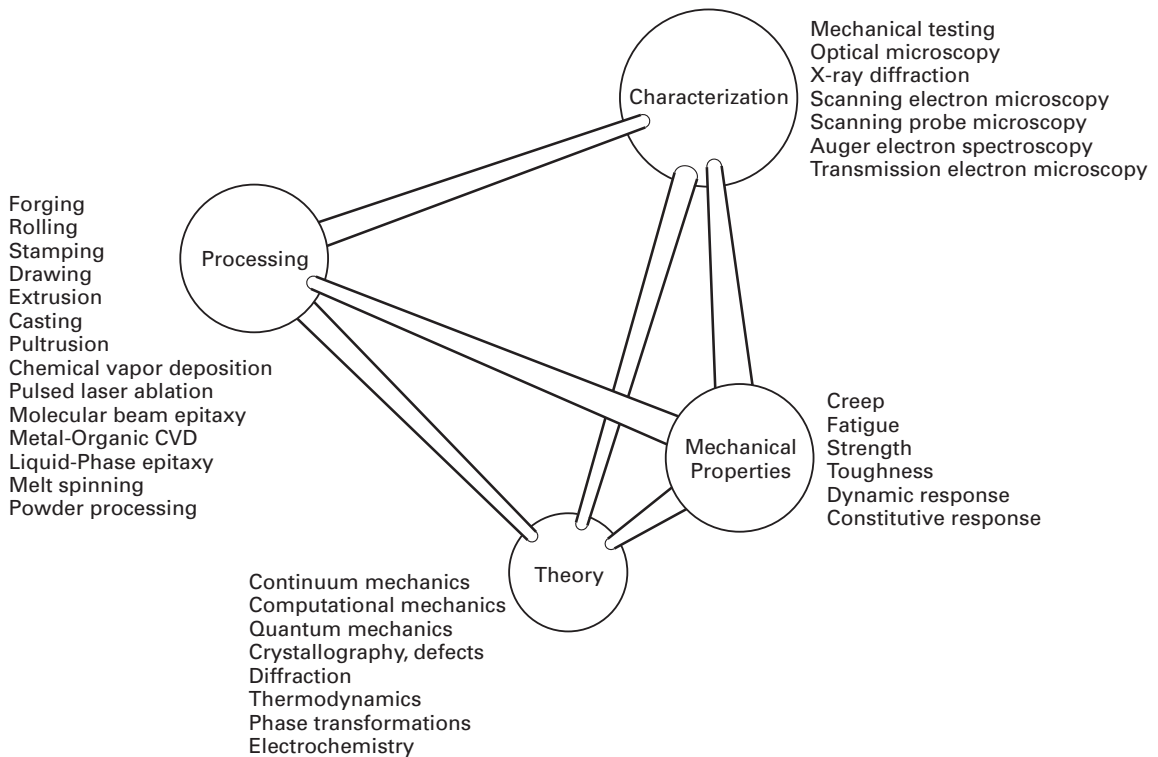 Characterization
Mechanical testing
Optical microscopy
X-ray diffraction
Scanning electron microscopy
Scanning probe microscopy
Auger electron spectroscopy
Transmission electron microscopy
Processing
Forging
Rolling
Stamping
Drawing
Extrusion
Casting
Pultrusion
Chemical vapor deposition
Pulsed laser ablation
Molecular beam epitaxy
Metal-Organic CVD
Liquid-Phase epitaxy
Melt spinning
Powder processing
Mechanical
Properties
Creep
Fatigue
Strength
Toughness
Dynamic response
Constitutive response
Theory
Continuum mechanics
Computational mechanics
Quantum mechanics
Crystallography, defects
Diffraction
Thermodynamics
Phase transformations
Electrochemistry